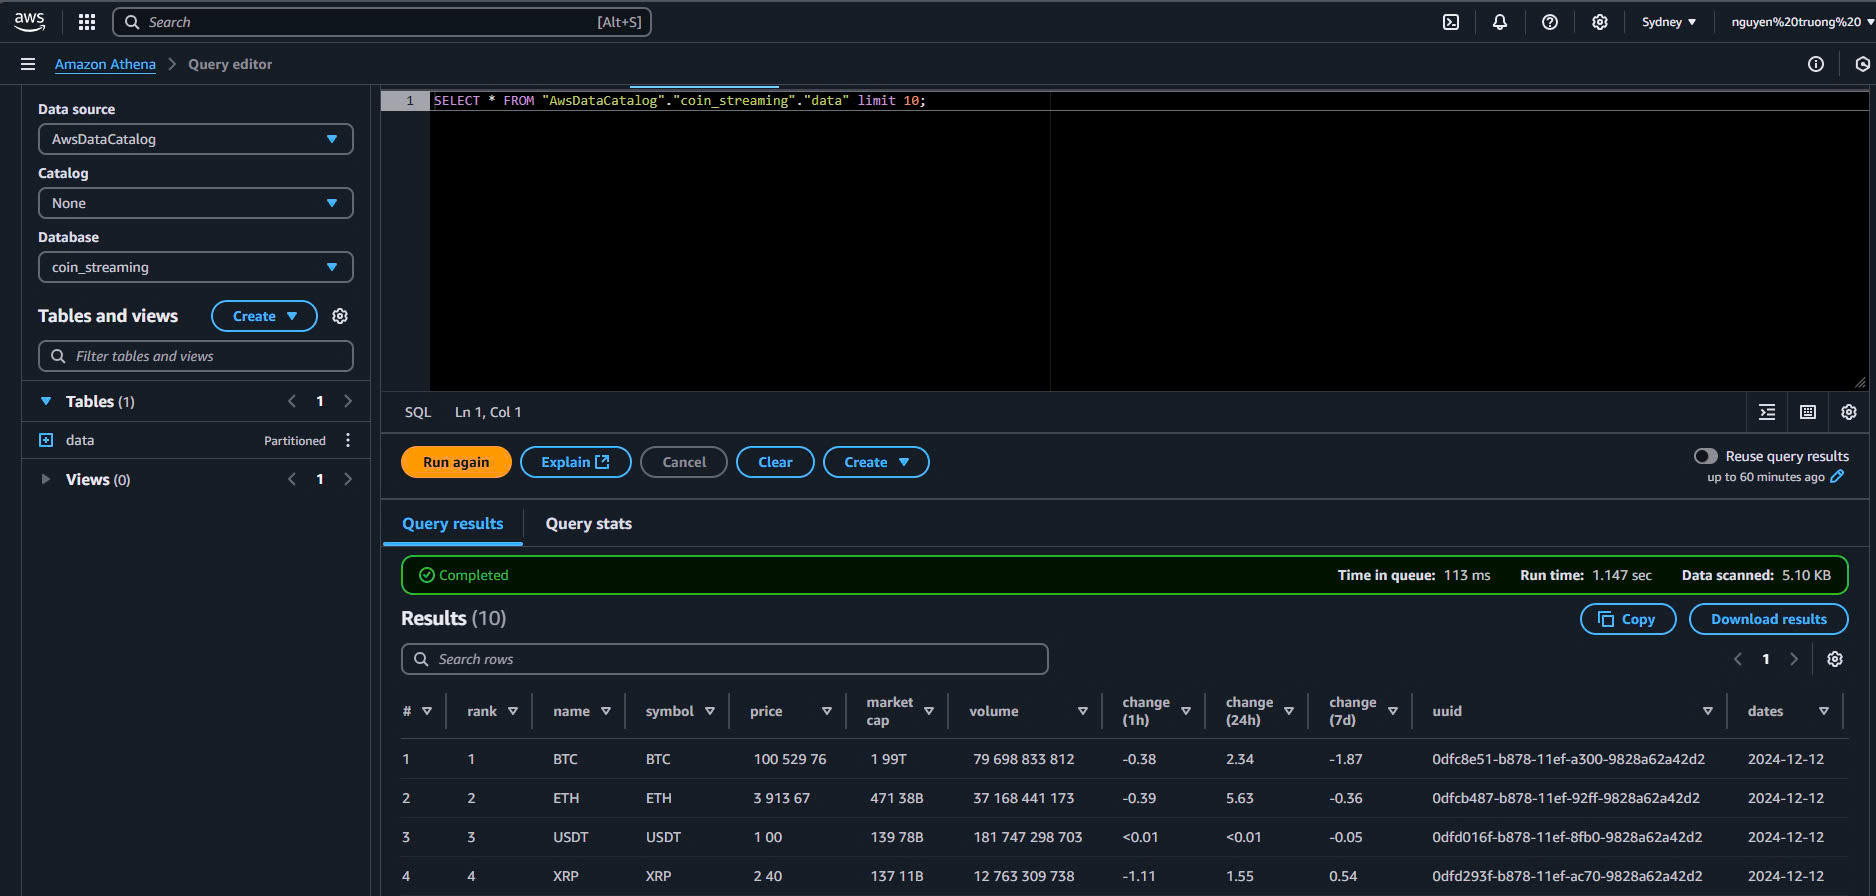 aws
Search
[Alt+S]
Sydney
nguyen%20truong%20
Amazon Athena
Query editor
Data source
AwsDataCatalog
Catalog
None
Database
coin_streaming
Tables and views
Create
Filter tables and views
Tables (1)
1
data
Partitioned
Views (0)
1
1
SELECT * FROM "AwsDataCatalog"."coin_streaming"."data" limit 10;
SQL
Ln 1, Col 1
Run again
Explain
Cancel
Clear
Create
Reuse query results
up to 60 minutes ago
Query results
Query stats
Completed
Time in queue: 113 ms
Run time: 1.147 sec
Data scanned: 5.10 KB
Results (10)
Copy
Download results
Search rows
1
# rank name symbol price market cap volume change (1h) change (24h) change (7d) uuid dates
1 1 BTC BTC 100 529 76 1 99T 79 698 833 812 -0.38 2.34 -1.87 0dfc8e51-b878-11ef-a300-9828a62a42d2 2024-12-12
2 2 ETH ETH 3 913 67 471 38B 37 168 441 173 -0.39 5.63 -0.36 0dfcb487-b878-11ef-92ff-9828a62a42d2 2024-12-12
3 3 USDT USDT 1 00 139 78B 181 747 298 703 <0.01 <0.01 -0.05 0dfd016f-b878-11ef-8fb0-9828a62a42d2 2024-12-12
4 4 XRP XRP 2 40 137 11B 12 763 309 738 -1.11 1.55 0.54 0dfd293f-b878-11ef-ac70-9828a62a42d2 2024-12-12